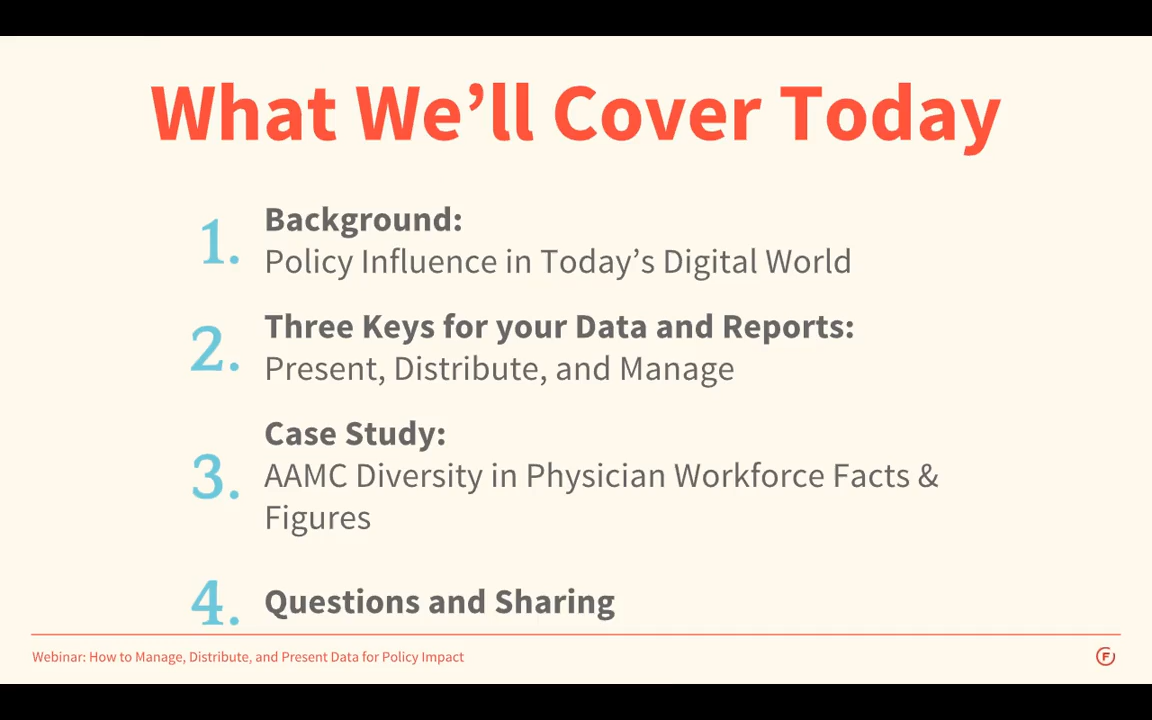 What We’ll Cover Today
1. Background:
Policy Influence in Today’s Digital World
2. Three Keys for your Data and Reports:
Present, Distribute, and Manage
3. Case Study:
AAMC Diversity in Physician Workforce Facts &
Figures
4. Questions and Sharing
Webinar: How to Manage, Distribute, and Present Data for Policy Impact
F